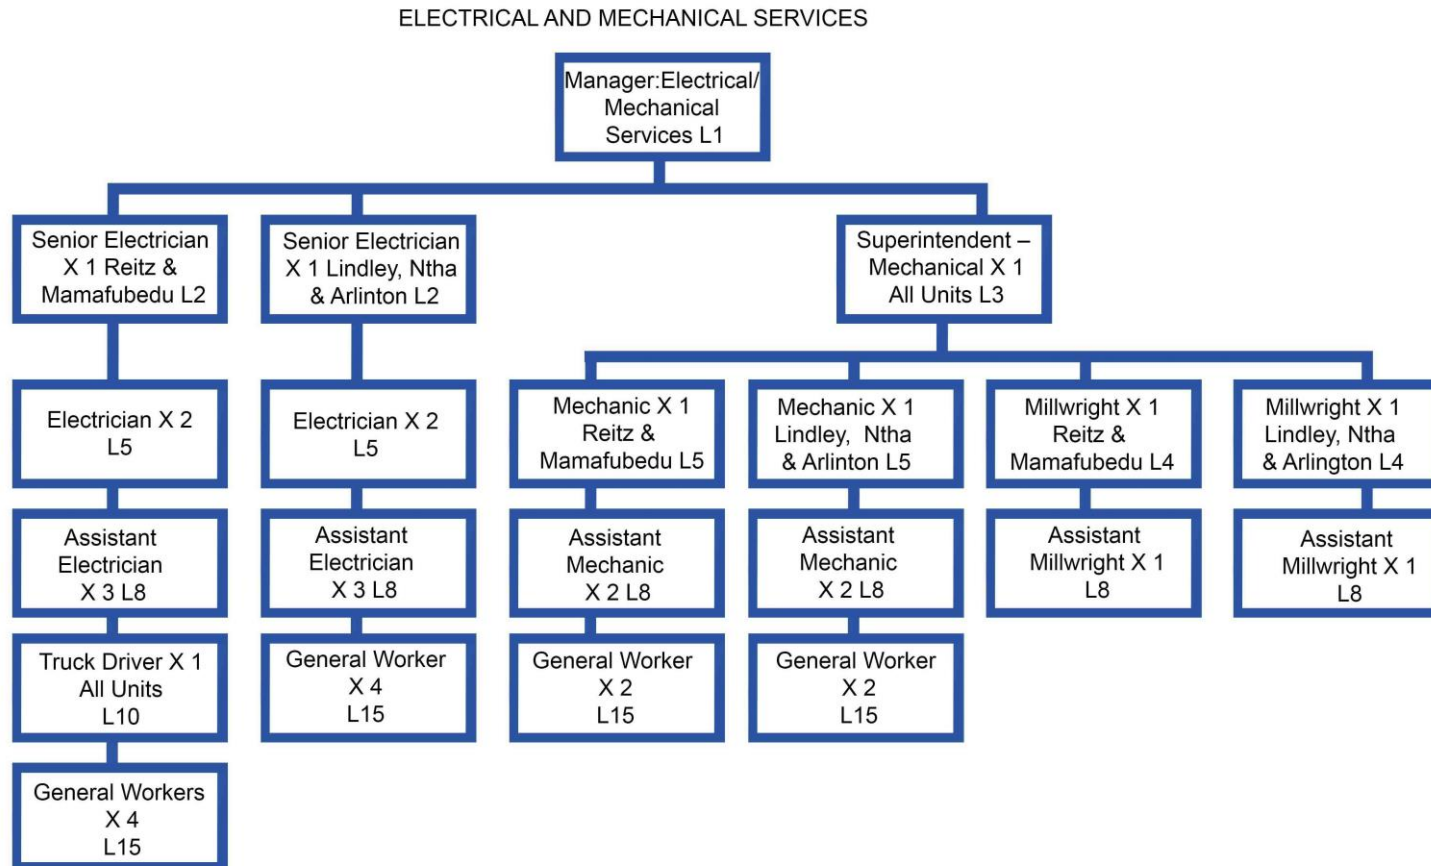 ELECTRICAL AND MECHANICAL SERVICES
Manager:Electrical/
Mechanical
Services L1
Senior Electrician
X 1 Reitz &
Mamafubedu L2
Senior Electrician
X 1 Lindley, Ntha
& Arlinton L2
Superintendent –
Mechanical X 1
All Units L3
Electrician X 2
L5
Electrician X 2
L5
Mechanic X 1
Reitz &
Mamafubedu L5
Mechanic X 1
Lindley, Ntha
& Arlinton L5
Millwright X 1
Reitz &
Mamafubedu L4
Millwright X 1
Lindley, Ntha
& Arlington L4
Assistant
Electrician
X 3 L8
Assistant
Electrician
X 3 L8
Assistant
Mechanic
X 2 L8
Assistant
Mechanic
X 2 L8
Assistant
Millwright X 1
L8
Assistant
Millwright X 1
L8
Truck Driver X 1
All Units
L10
General Worker
X 4
L15
General Worker
X 2
L15
General Worker
X 2
L15
General Workers
X 4
L15